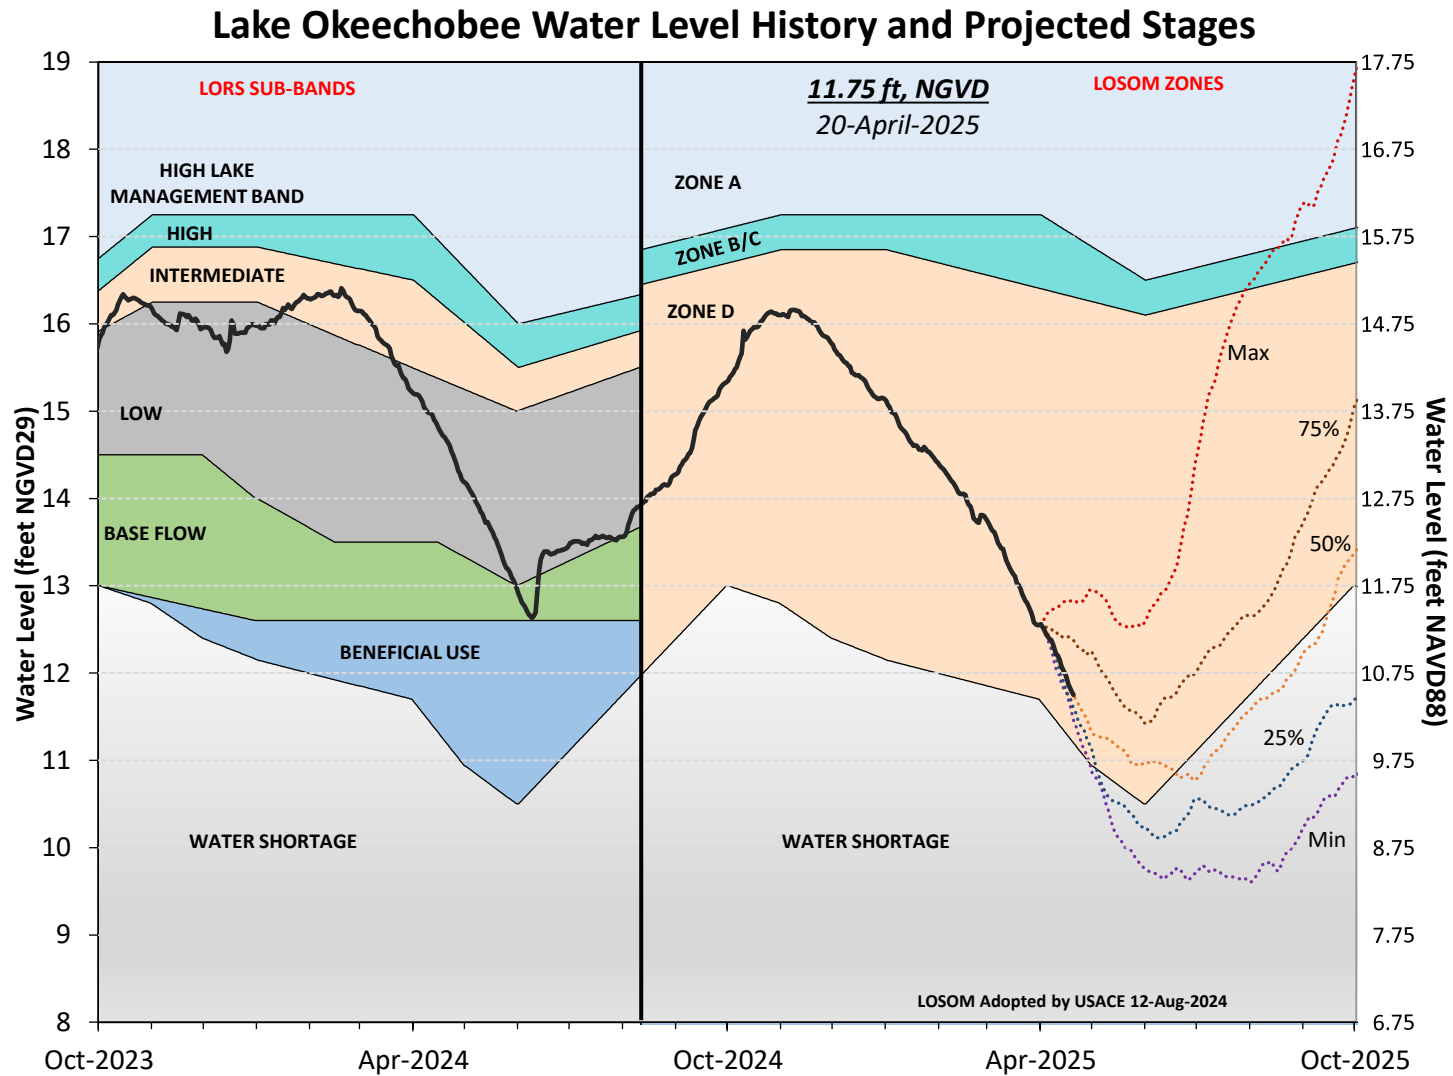 Lake Okeechobee Water Level History and Projected Stages
19
18
17
16
15
14
13
12
11
10
9
8
Water Level (feet NGVD29)
LORS SUB-BANDS
HIGH LAKE
MANAGEMENT BAND
HIGH
INTERMEDIATE
LOW
BASE FLOW
BENEFICIAL USE
WATER SHORTAGE
11.75 ft, NGVD
20-April-2025
LOSOM ZONES
ZONE A
ZONE B/C
ZONE D
WATER SHORTAGE
Max
75%
50%
25%
Min
LOSOM Adopted by USACE 12-Aug-2024
17.75
16.75
15.75
14.75
13.75
12.75
11.75
10.75
9.75
8.75
7.75
6.75
Water Level (feet NAVD88)
Oct-2023
Apr-2024
Oct-2024
Apr-2025
Oct-2025